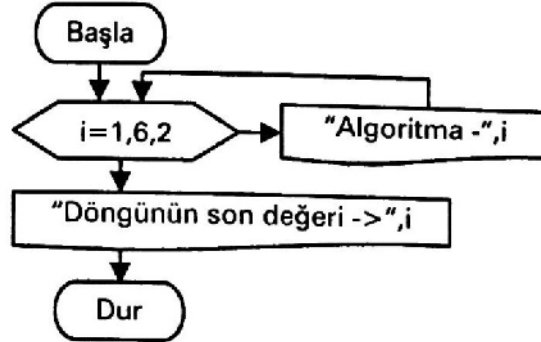 Başla
i=1,6,2
"Algoritma -",i
"Döngünün son değeri ->",i
Dur